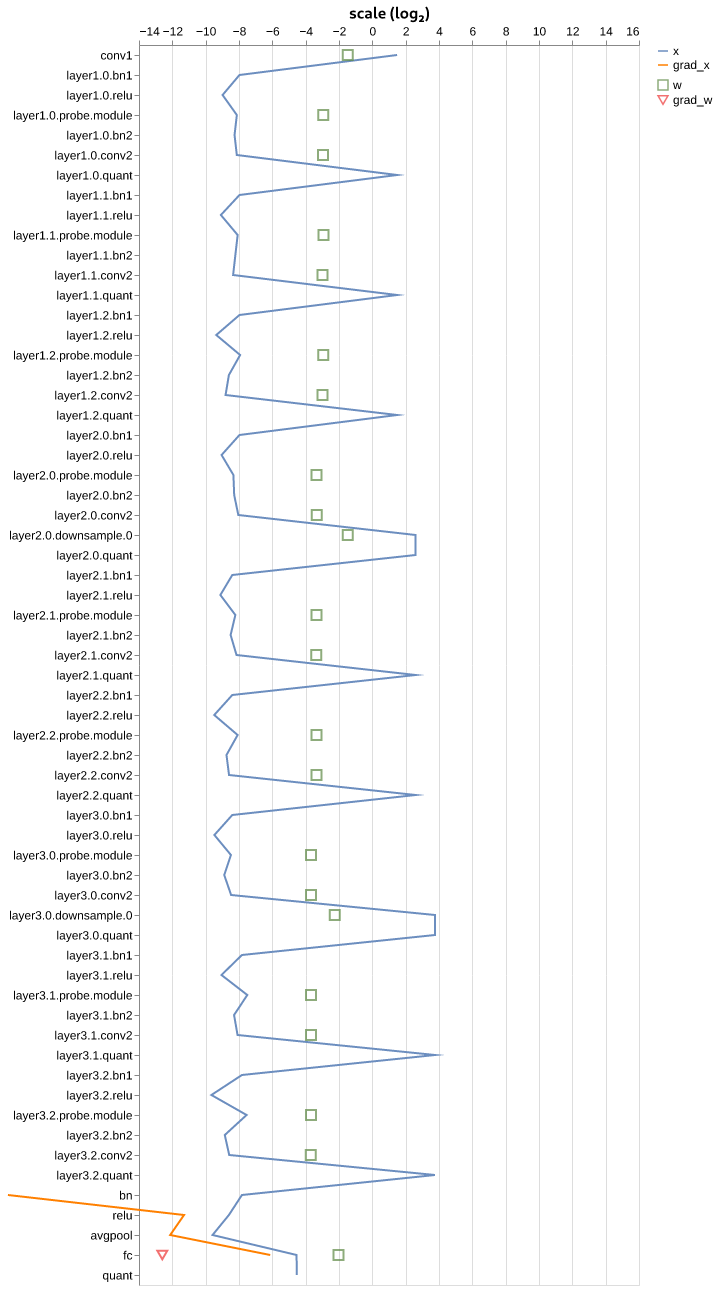 scale (log₂)
−14 −12 −10 −8 −6 −4 −2 0 2 4 6 8 10 12 14 16
x
grad_x
w
grad_w
conv1
layer1.0.bn1
layer1.0.relu
layer1.0.probe.module
layer1.0.bn2
layer1.0.conv2
layer1.0.quant
layer1.1.bn1
layer1.1.relu
layer1.1.probe.module
layer1.1.bn2
layer1.1.conv2
layer1.1.quant
layer1.2.bn1
layer1.2.relu
layer1.2.probe.module
layer1.2.bn2
layer1.2.conv2
layer1.2.quant
layer2.0.bn1
layer2.0.relu
layer2.0.probe.module
layer2.0.bn2
layer2.0.conv2
layer2.0.downsample.0
layer2.0.quant
layer2.1.bn1
layer2.1.relu
layer2.1.probe.module
layer2.1.bn2
layer2.1.conv2
layer2.1.quant
layer2.2.bn1
layer2.2.relu
layer2.2.probe.module
layer2.2.bn2
layer2.2.conv2
layer2.2.quant
layer3.0.bn1
layer3.0.relu
layer3.0.probe.module
layer3.0.bn2
layer3.0.conv2
layer3.0.downsample.0
layer3.0.quant
layer3.1.bn1
layer3.1.relu
layer3.1.probe.module
layer3.1.bn2
layer3.1.conv2
layer3.1.quant
layer3.2.bn1
layer3.2.relu
layer3.2.probe.module
layer3.2.bn2
layer3.2.conv2
layer3.2.quant
bn
relu
avgpool
fc
quant